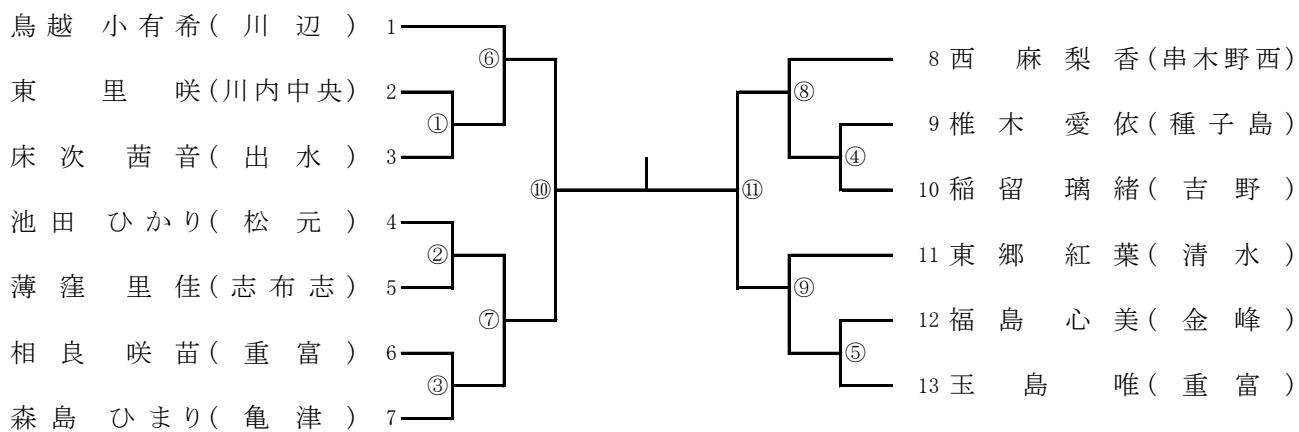 鳥越 小有希(川辺) 1
東 里咲(川内中央) 2
床次 茜音(出水) 3
池田 ひかり(松元) 4
薄窪 里佳(志布志) 5
相良 咲苗(重富) 6
森島 ひまり(亀津) 7
⑥
①
②
⑦
③
⑩
⑪
⑧
④
⑨
⑤
8 西 麻梨香(串木野西)
9 椎木 愛依(種子島)
10 稲留 璃緒(吉野)
11 東郷 紅葉(清水)
12 福島 心美(金峰)
13 玉島 唯(重富)